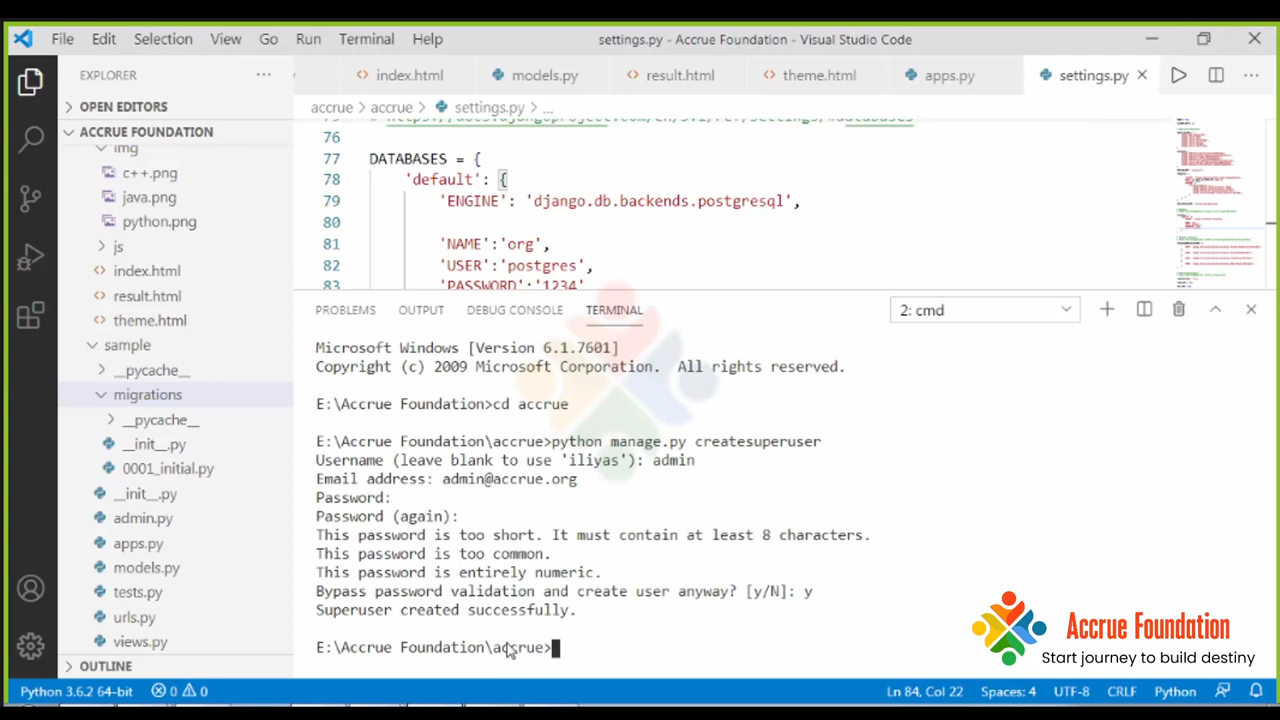 File Edit Selection View Go Run Terminal Help
settings.py - Accrue Foundation - Visual Studio Code
EXPLORER
OPEN EDITORS
ACCRUE FOUNDATION
img
c++.png
java.png
python.png
js
index.html
result.html
theme.html
sample
__pycache__
migrations
__pycache__
__init__.py
0001_initial.py
__init__.py
admin.py
apps.py
models.py
tests.py
urls.py
views.py
OUTLINE
index.html models.py result.html theme.html apps.py settings.py
accrue > accrue > settings.py > ...
76
77 DATABASES = {
78 'default': {
79 'ENGINE': 'django.db.backends.postgresql',
80
81 'NAME':'org',
82 'USER':'postgres',
83 'PASSWORD':'1234'
PROBLEMS OUTPUT DEBUG CONSOLE TERMINAL 2: cmd
Microsoft Windows [Version 6.1.7601]
Copyright (c) 2009 Microsoft Corporation. All rights reserved.
E:\Accrue Foundation>cd accrue
E:\Accrue Foundation\accrue>python manage.py createsuperuser
Username (leave blank to use 'iliyas'): admin
Email address: admin@accrue.org
Password:
Password (again):
This password is too short. It must contain at least 8 characters.
This password is too common.
This password is entirely numeric.
Bypass password validation and create user anyway? [y/N]: y
Superuser created successfully.
E:\Accrue Foundation\accrue>
Accrue Foundation
Start journey to build destiny
Python 3.6.2 64-bit 0 0 Ln 84, Col 22 Spaces: 4 UTF-8 CRLF Python